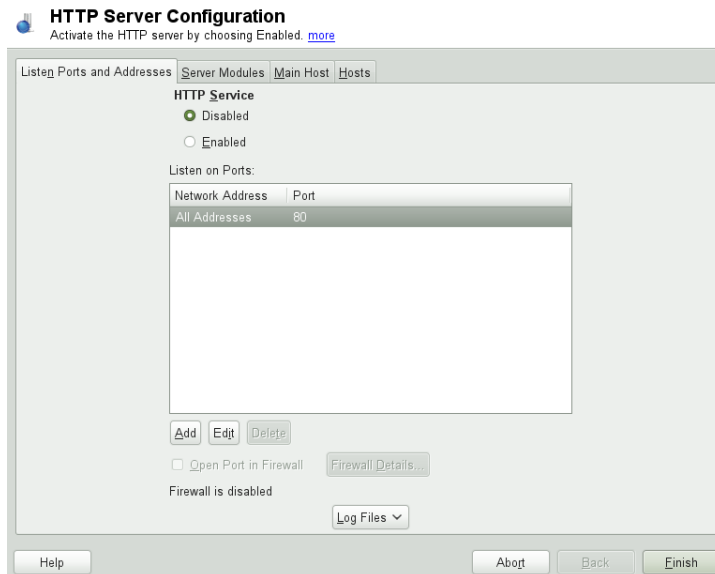 HTTP Server Configuration
Activate the HTTP server by choosing Enabled. more
Listen Ports and Addresses Server Modules Main Host Hosts
HTTP Service
Disabled
Enabled
Listen on Ports:
Network Address Port
All Addresses 80
Add Edit Delete
Open Port in Firewall Firewall Details...
Firewall is disabled
Log Files
Help Abort Back Finish